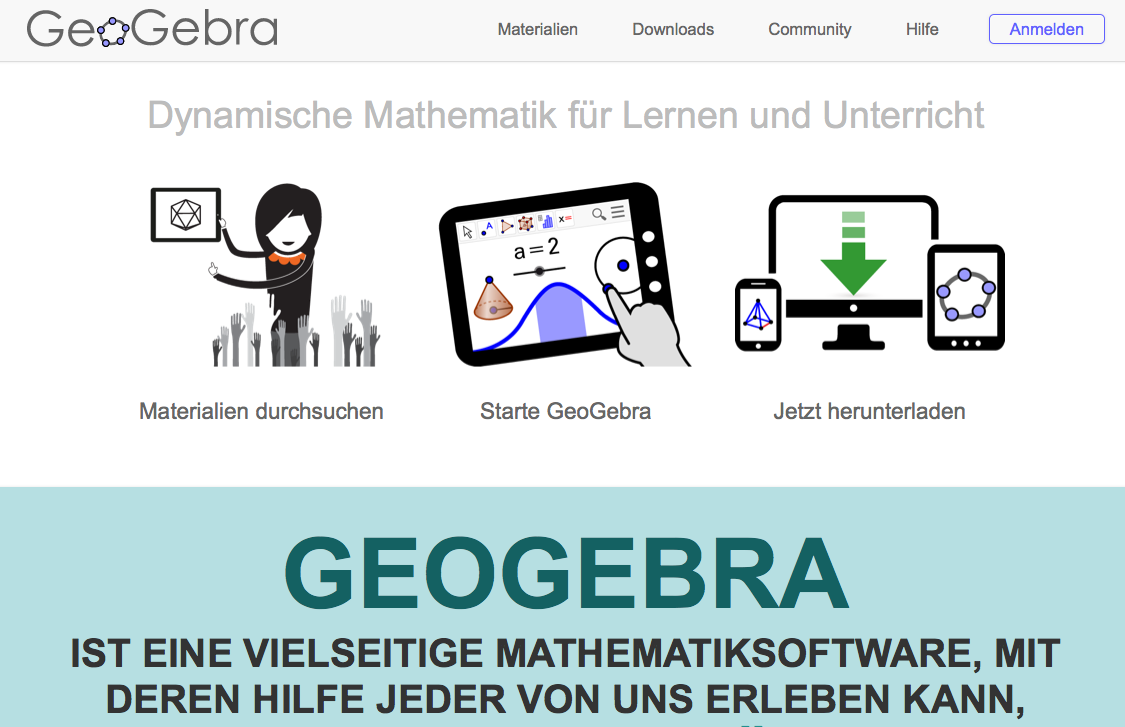 GeoGebra
Materialien Downloads Community Hilfe Anmelden
Dynamische Mathematik für Lernen und Unterricht
A
x=
a=2
Materialien durchsuchen
Starte GeoGebra
Jetzt herunterladen
GEOGEBRA
IST EINE VIELSEITIGE MATHEMATIKSOFTWARE, MIT
DEREN HILFE JEDER VON UNS ERLEBEN KANN,